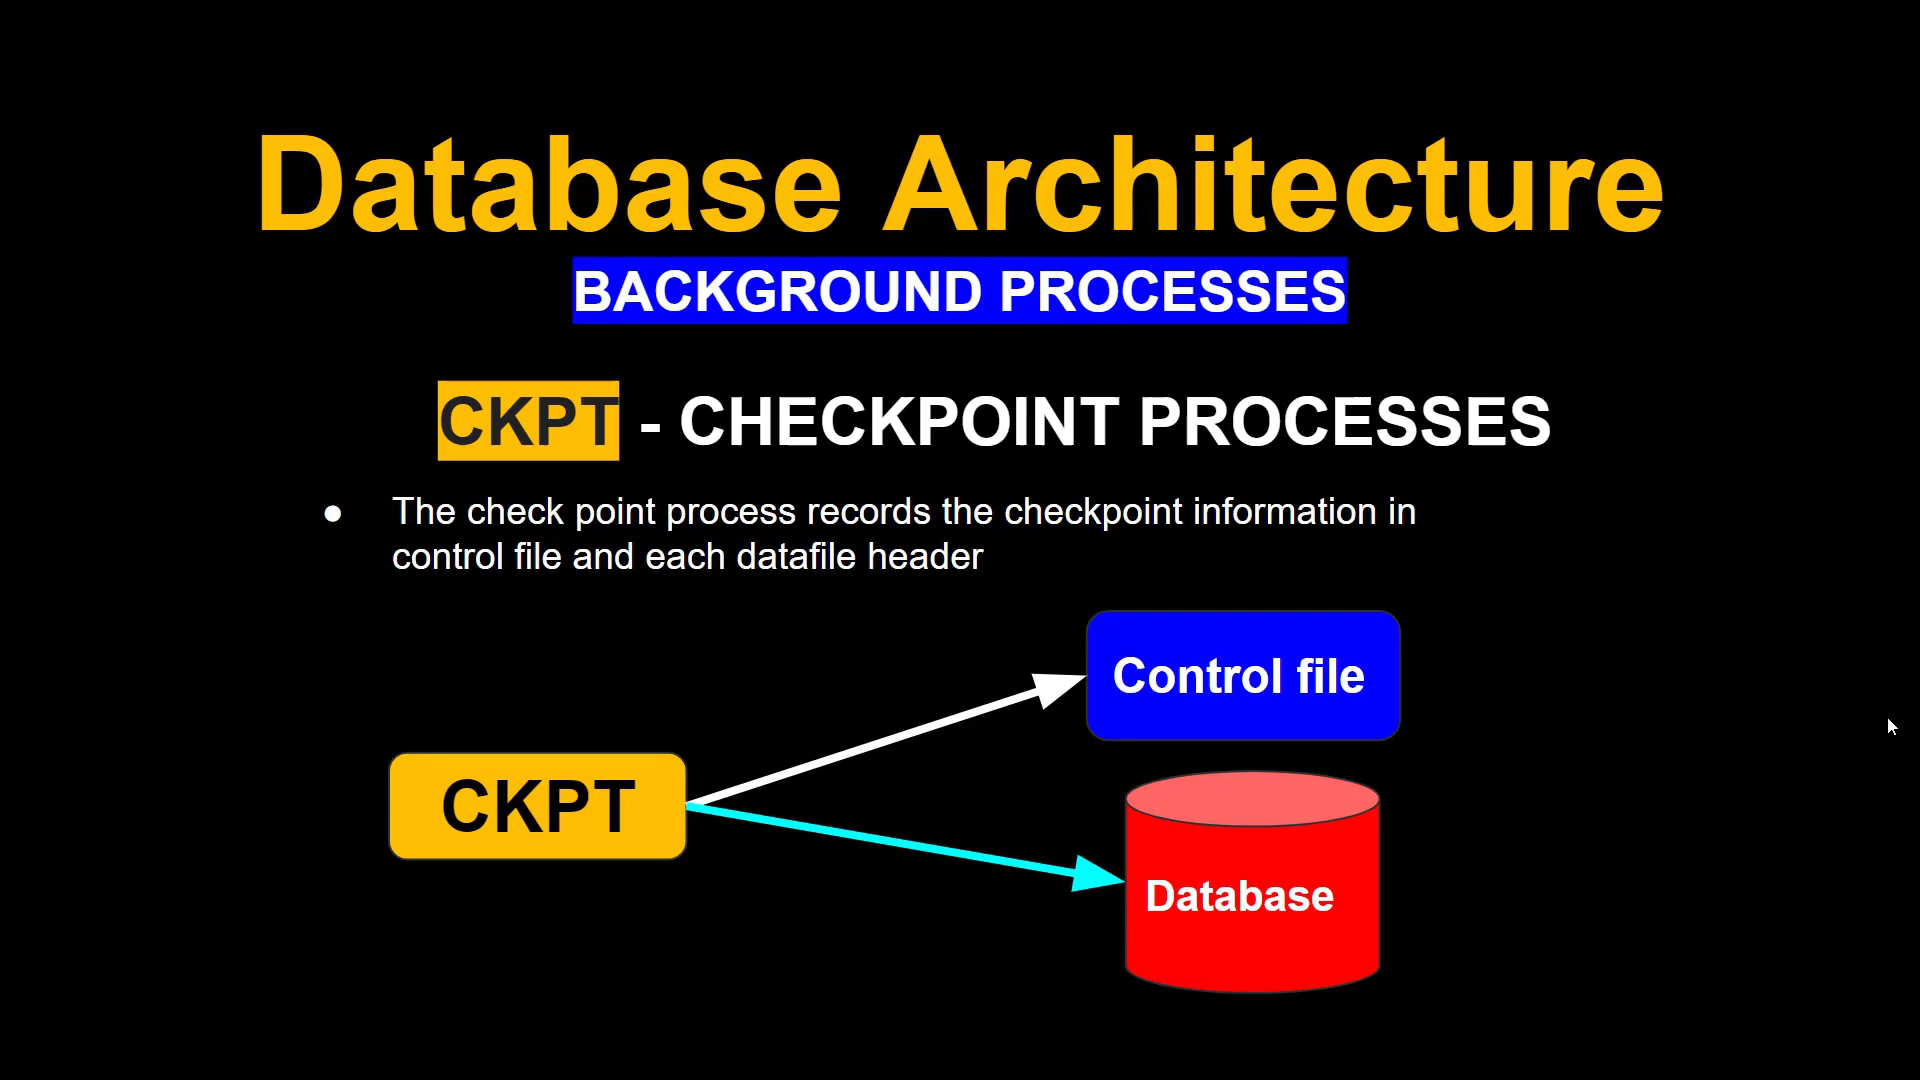 Database Architecture
BACKGROUND PROCESSES
CKPT - CHECKPOINT PROCESSES
● The check point process records the checkpoint information in
control file and each datafile header
Control file
CKPT
Database